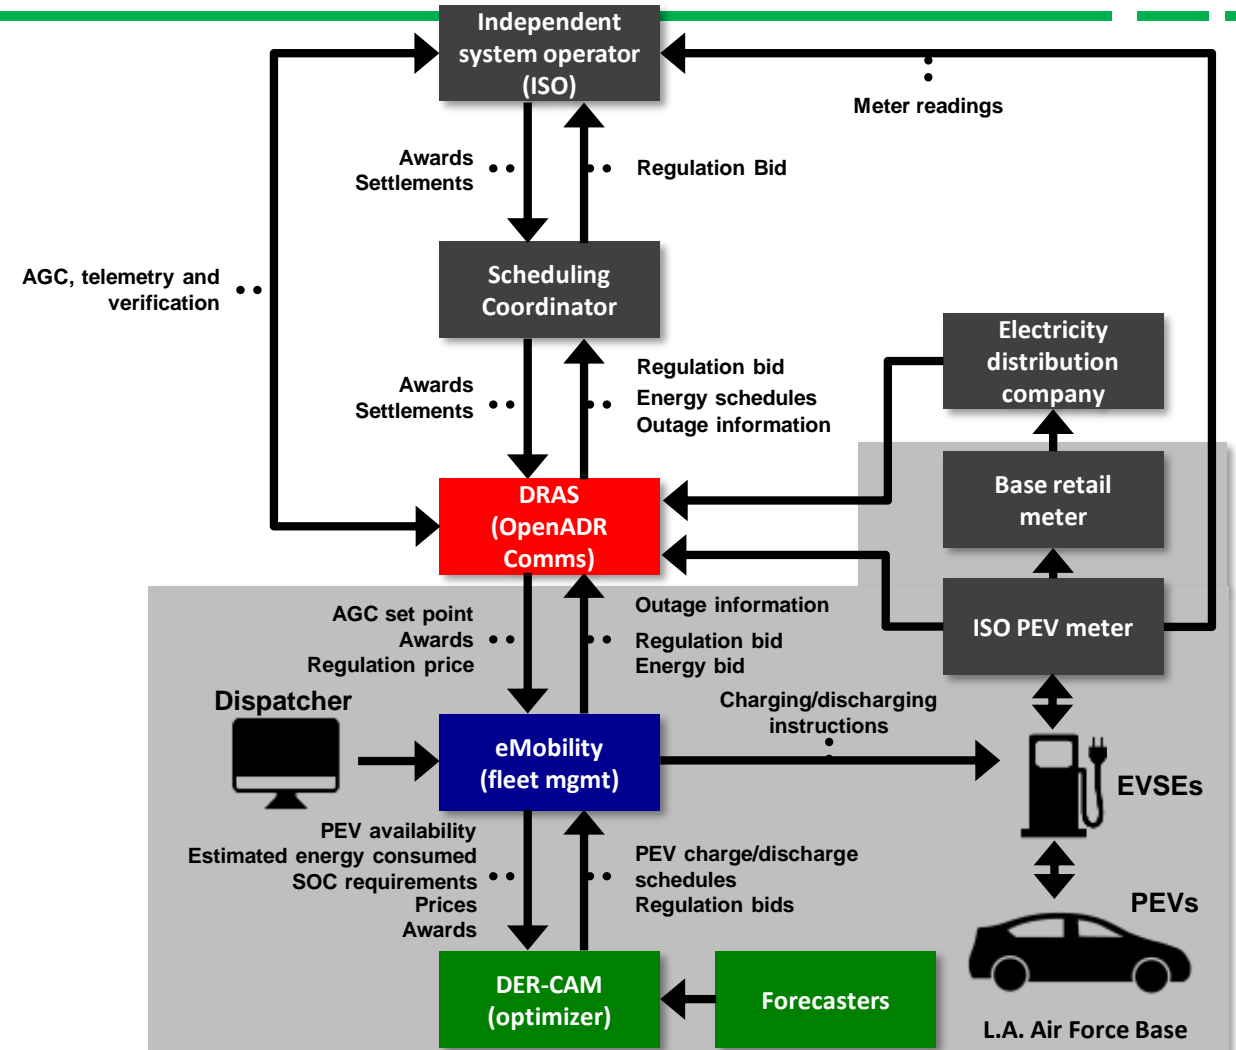 Independent
system operator
(ISO)
Meter readings
Awards
Settlements
Regulation Bid
AGC, telemetry and
verification
Scheduling
Coordinator
Electricity
distribution
company
Awards
Settlements
Regulation bid
Energy schedules
Outage information
DRAS
(OpenADR
Comms)
Base retail
meter
AGC set point
Awards
Regulation price
Outage information
Regulation bid
Energy bid
ISO PEV meter
Dispatcher
Charging/discharging
instructions
eMobility
(fleet mgmt)
EVSEs
PEV availability
Estimated energy consumed
SOC requirements
Prices
Awards
PEV charge/discharge
schedules
Regulation bids
PEVs
DER-CAM
(optimizer)
Forecasters
L.A. Air Force Base